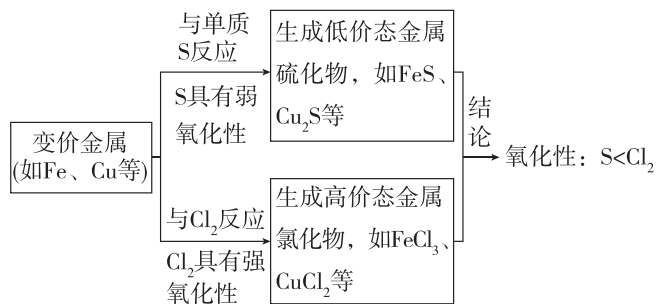 变价金属
(如Fe、Cu等)
与单质
S反应
S具有弱
氧化性
生成低价态金属
硫化物，如FeS、
Cu₂S等
与Cl₂反应
Cl₂具有强
氧化性
生成高价态金属
氯化物，如FeCl₃、
CuCl₂等
结论
氧化性：S<Cl₂